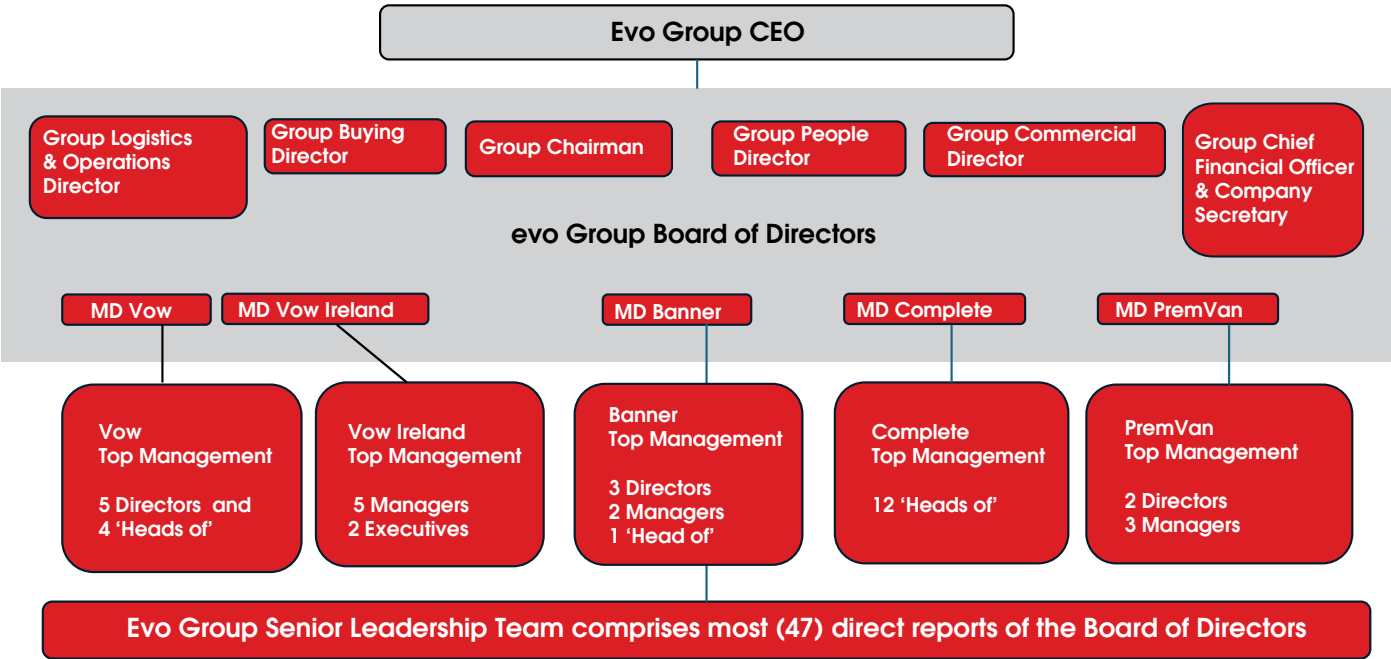 Evo Group CEO
Group Logistics
& Operations
Director
Group Buying
Director
Group Chairman
Group People
Director
Group Commercial
Director
Group Chief
Financial Officer
& Company
Secretary
evo Group Board of Directors
MD Vow
MD Vow Ireland
MD Banner
MD Complete
MD PremVan
Vow
Top Management
5 Directors and
4 ‘Heads of’
Vow Ireland
Top Management
5 Managers
2 Executives
Banner
Top Management
3 Directors
2 Managers
1 ‘Head of’
Complete
Top Management
12 ‘Heads of’
PremVan
Top Management
2 Directors
3 Managers
Evo Group Senior Leadership Team comprises most (47) direct reports of the Board of Directors